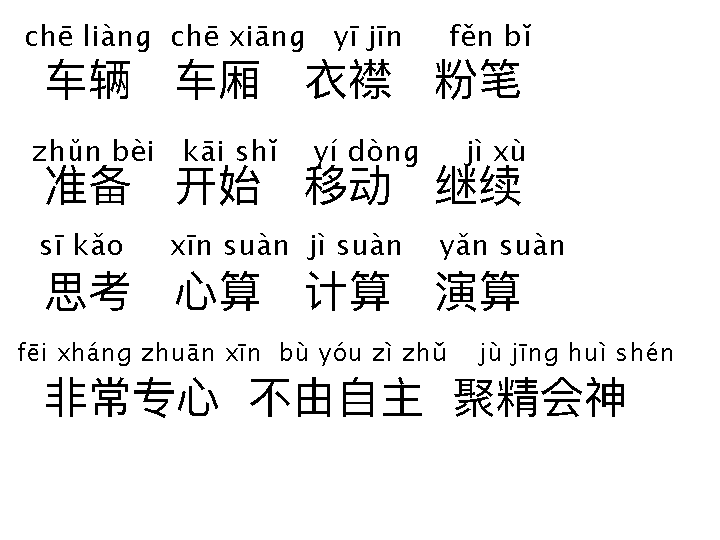 chē liàng chē xiāng yī jīn fěn bǐ
车辆 车厢 衣襟 粉笔
zhǔn bèi kāi shǐ yí dòng jì xù
准备 开始 移动 继续
sī kǎo xīn suàn jì suàn yǎn suàn
思考 心算 计算 演算
fēi xháng zhuān xīn bù yóu zì zhǔ jù jīng huì shén
非常专心 不由自主 聚精会神